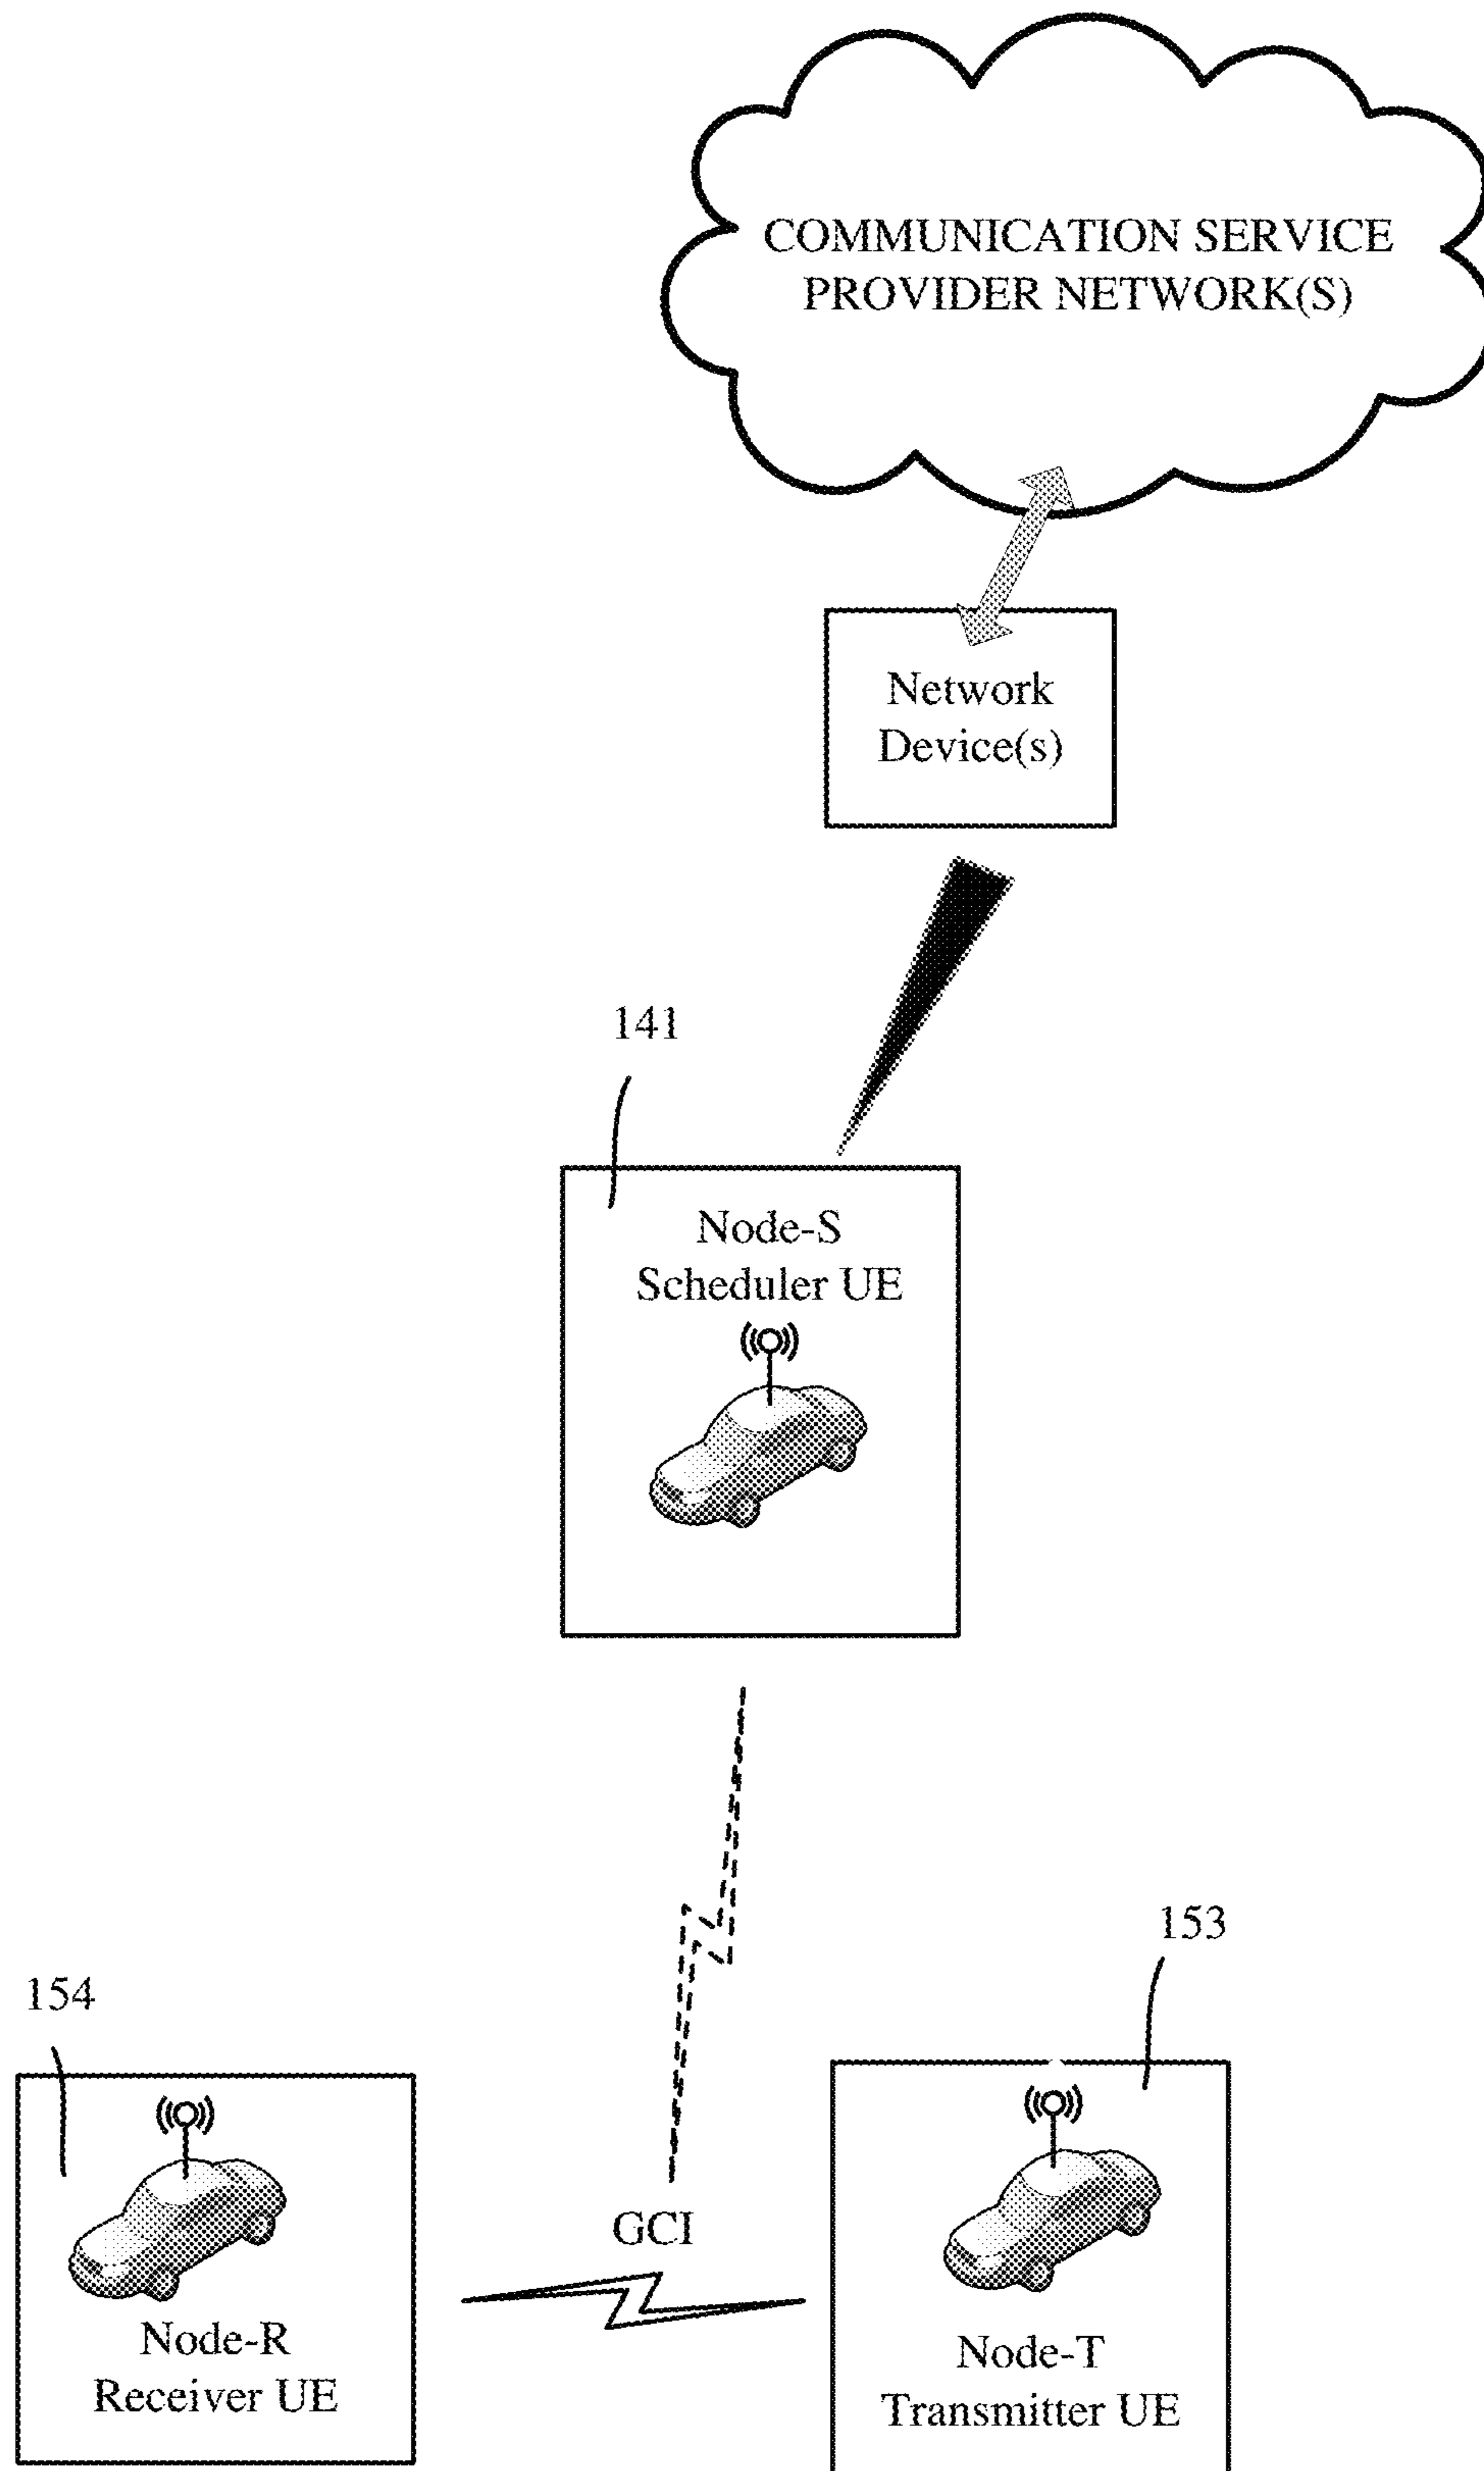 COMMUNICATION SERVICE
PROVIDER NETWORK(S)
Network
Device(s)
141
Node-S
Scheduler UE
153
154
GCI
Node-R
Receiver UE
Node-T
Transmitter UE